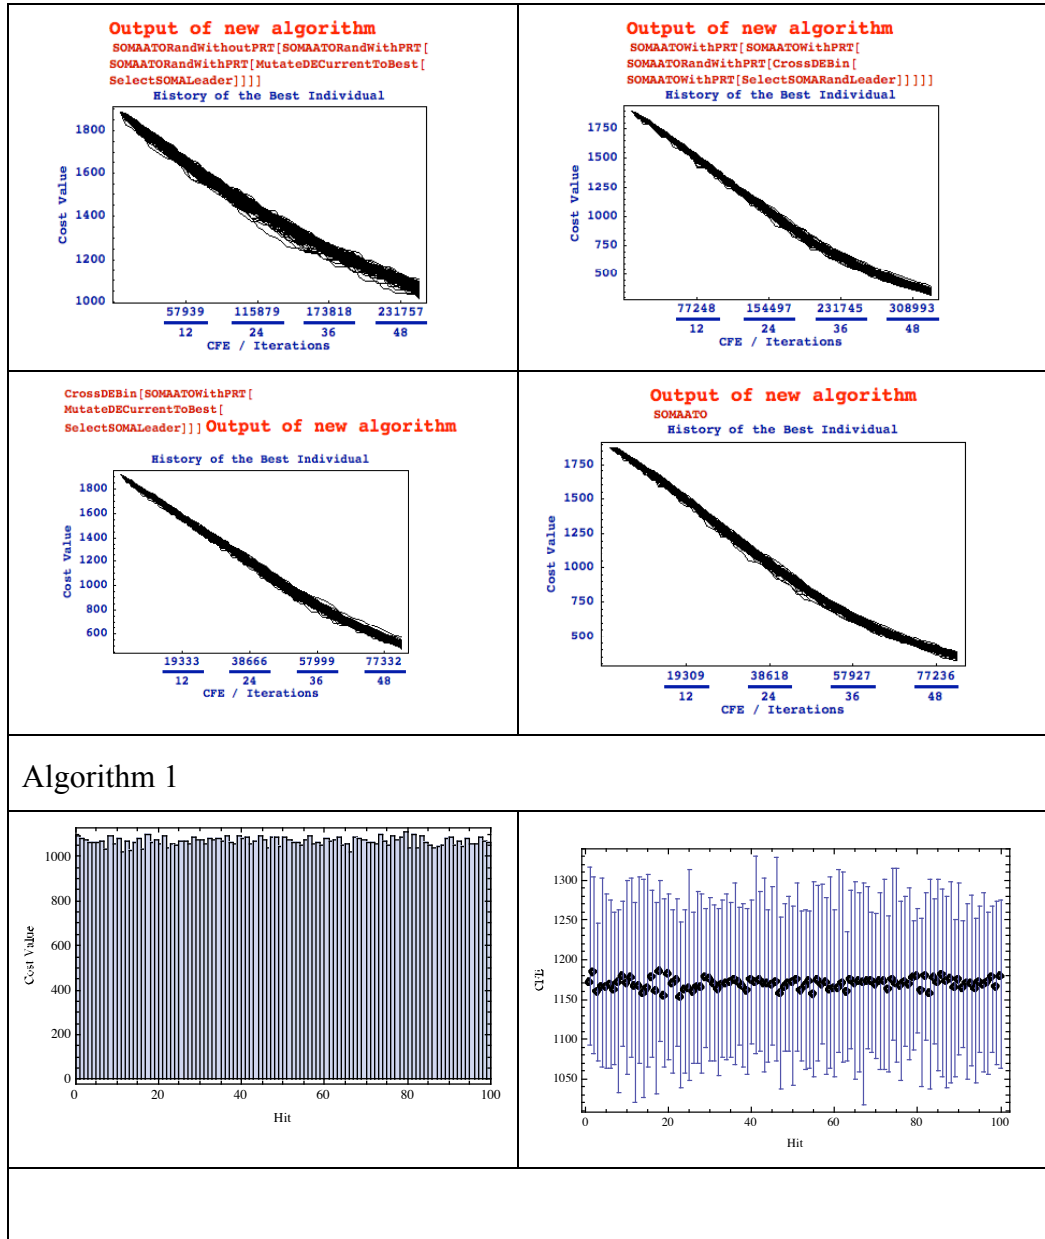 Output of new algorithm
SOMAATORandWithoutPRT[SOMAATORandWithPRT[
SOMAATORandWithPRT[MutateDECurrentToBest[
SelectSOMALeader]]]]
History of the Best Individual
1800
1600
1400
1200
1000
Cost Value
57939 115879 173818 231757
12 24 36 48
CFE / Iterations
Output of new algorithm
SOMAATOWithPRT[SOMAATOWithPRT[
SOMAATORandWithPRT[CrossDEBin[
SOMAATOWithPRT[SelectSOMARandLeader]]]]]
History of the Best Individual
1750
1500
1250
1000
750
500
Cost Value
77248 154497 231745 308993
12 24 36 48
CFE / Iterations
CrossDEBin[SOMAATOWithPRT[
MutateDECurrentToBest[
SelectSOMALeader]]] Output of new algorithm
History of the Best Individual
1800
1600
1400
1200
1000
800
600
Cost Value
19333 38666 57999 77332
12 24 36 48
CFE / Iterations
Output of new algorithm
SOMAATO
History of the Best Individual
1750
1500
1250
1000
750
500
Cost Value
19309 38618 57927 77236
12 24 36 48
CFE / Iterations
Algorithm 1
1000
800
600
400
200
0
Cost Value
0 20 40 60 80 100
Hit
1300
1250
1200
1150
1100
1050
CFE
0 20 40 60 80 100
Hit